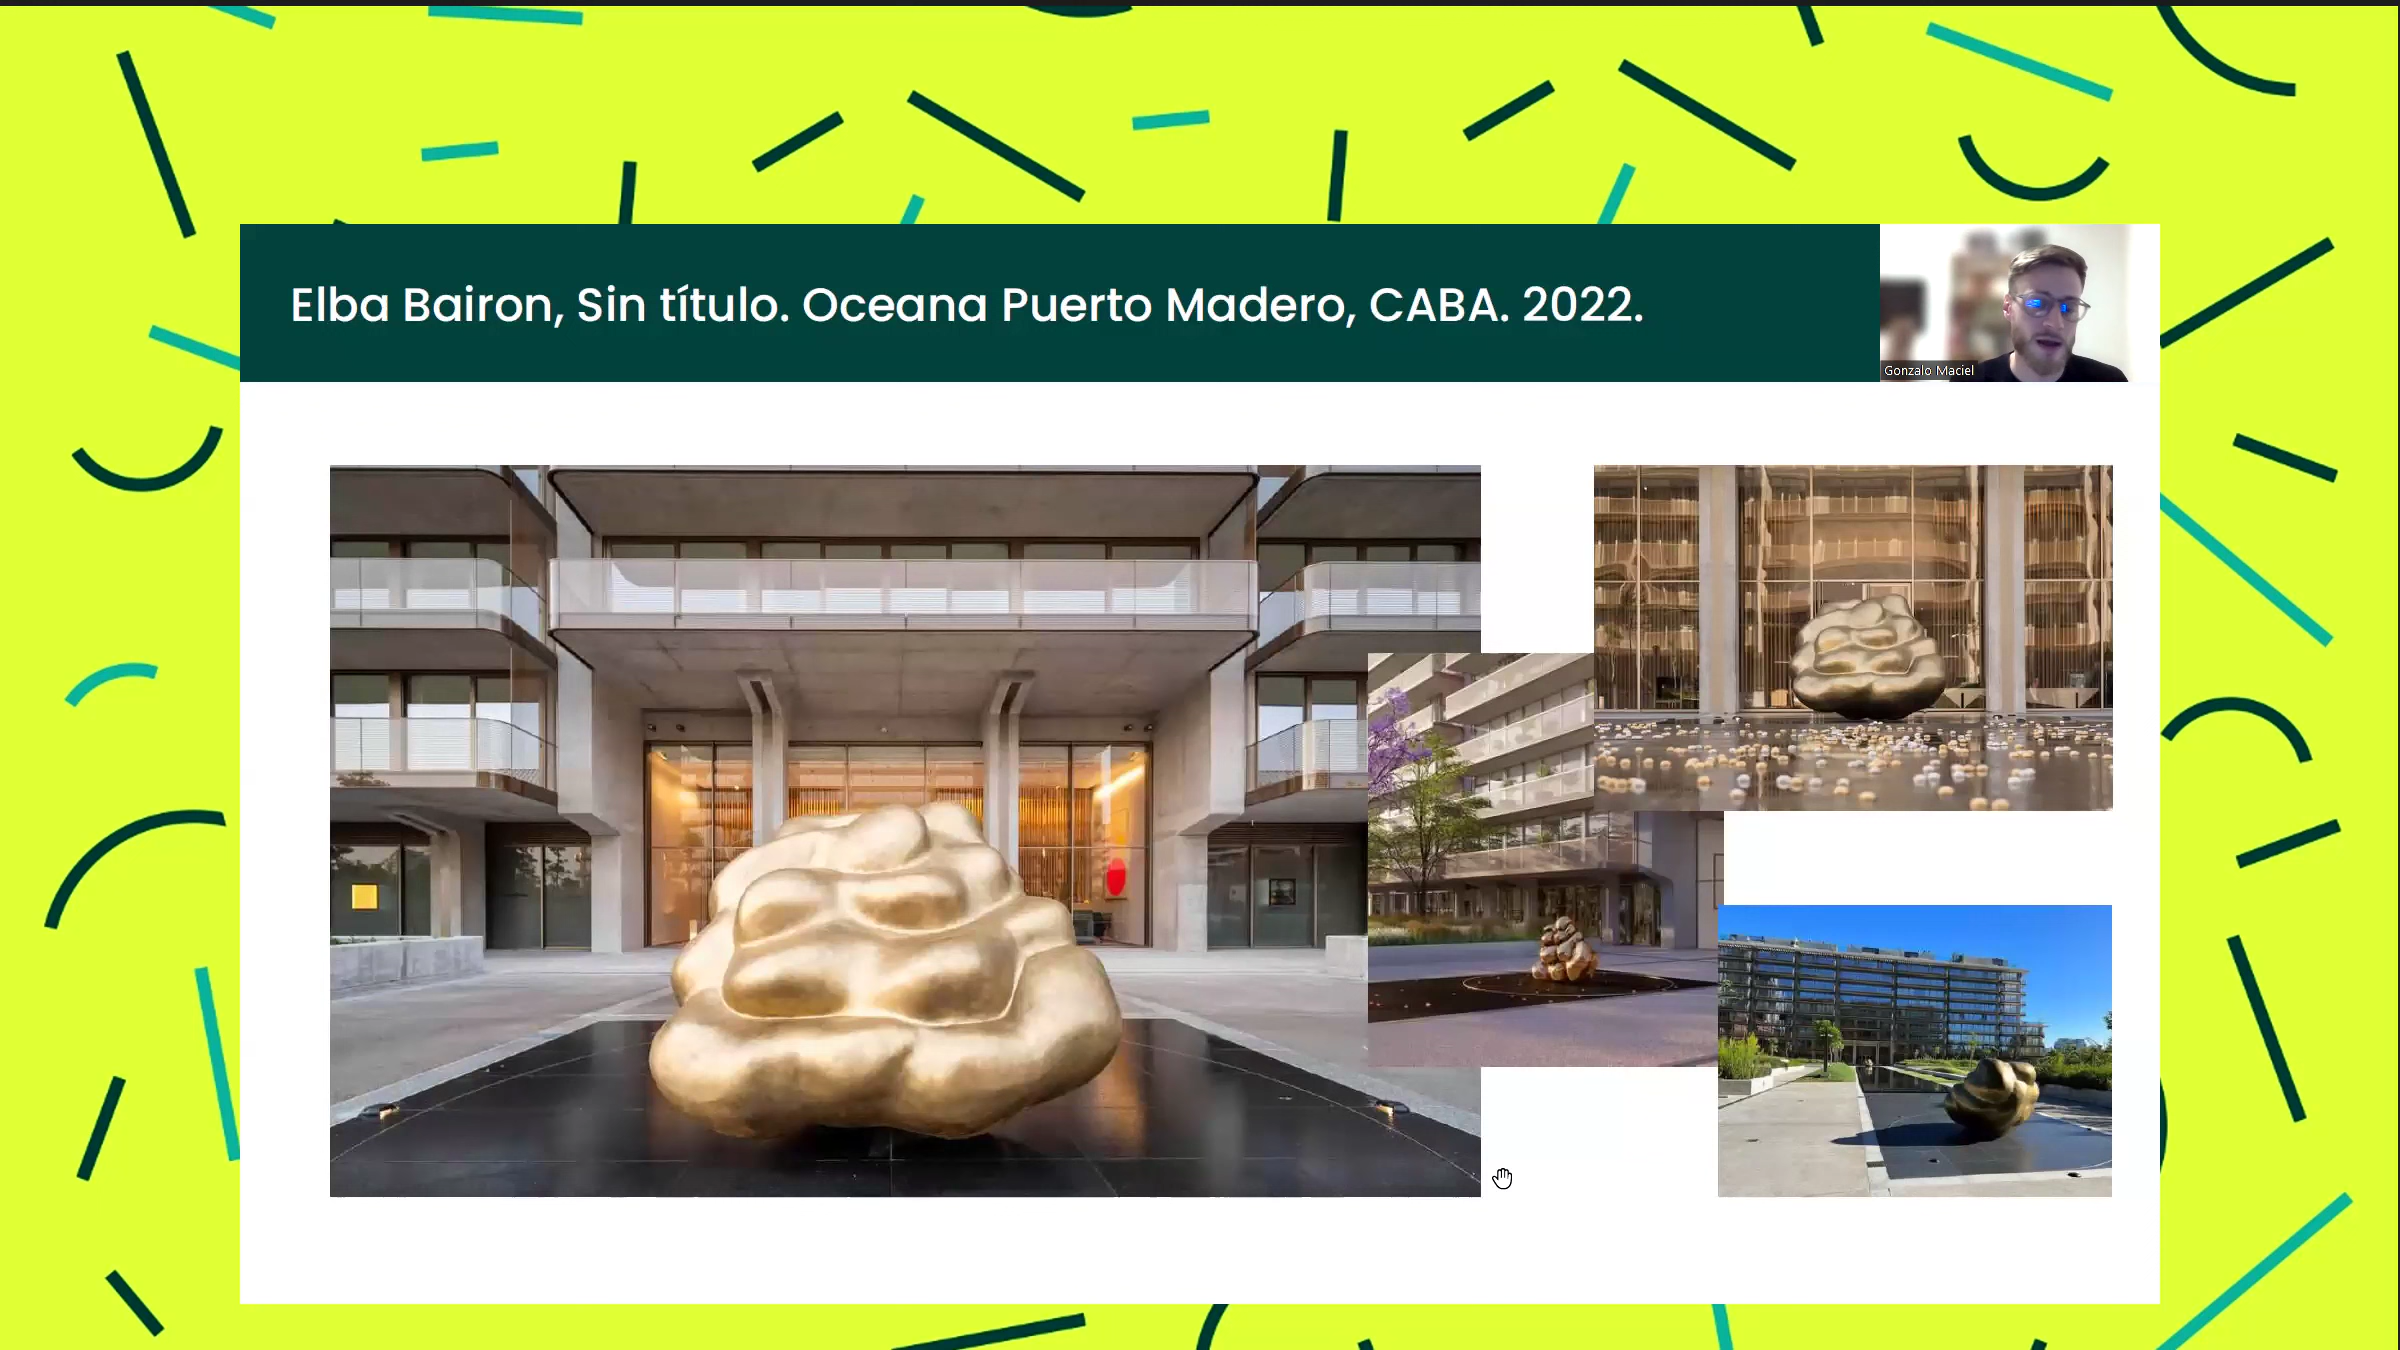 Elba Bairon, Sin título. Oceana Puerto Madero, CABA. 2022.
Gonzalo Maciel